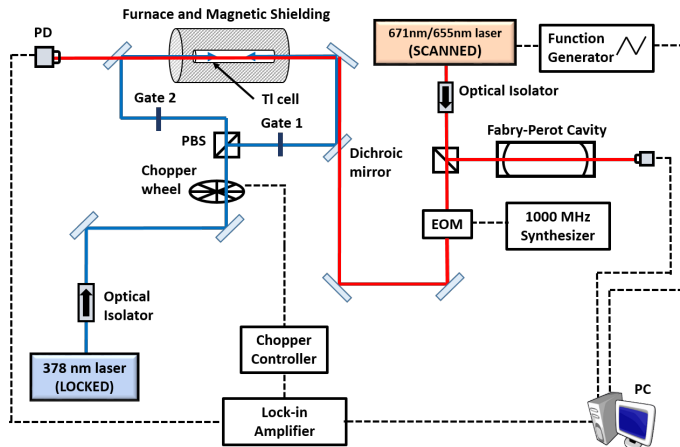 Furnace and Magnetic Shielding
PD
Tl cell
Gate 2
Gate 1
PBS
Chopper
wheel
Dichroic
mirror
671nm/655nm laser
(SCANNED)
Function
Generator
Optical Isolator
Fabry-Perot Cavity
EOM
1000 MHz
Synthesizer
Optical
Isolator
378 nm laser
(LOCKED)
Chopper
Controller
Lock-in
Amplifier
PC